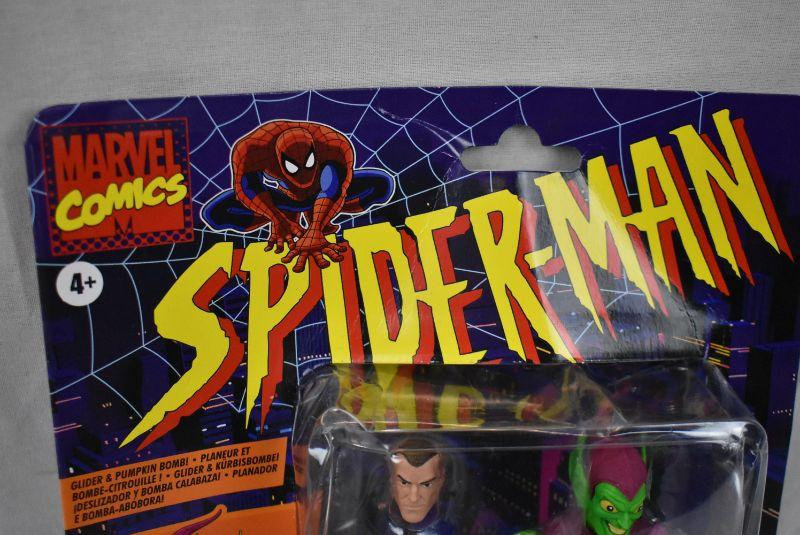 MARVEL
COMICS
M
SPIDER-MAN
4+
GLIDER & PUMPKIN BOMB! • PLANEUR ET
BOMBE-CITROUILLE ! • GLIDER & KÜRBISBOMBE!
¡DESLIZADOR Y BOMBA CALABAZA! • PLANADOR
E BOMBA-ABÓBORA!